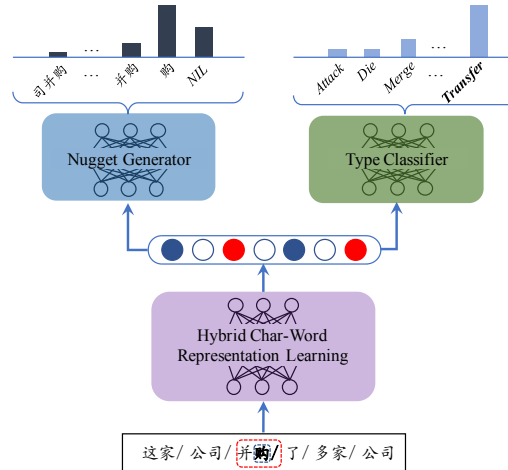 司并购 … 并购 购 NIL
Attack Die Merge … Transfer
Nugget Generator
Type Classifier
Hybrid Char-Word
Representation Learning
这家/ 公司/ 并购/ 了/ 多家/ 公司